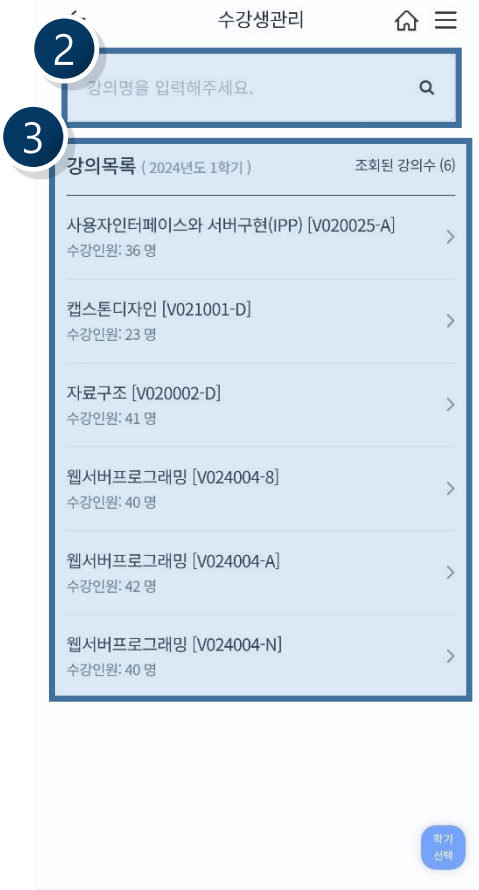 수강생관리
2
강의명을 입력해주세요.
3
강의목록 ( 2024년도 1학기 ) 조회된 강의수 (6)
사용자인터페이스와 서버구현(IPP) [V020025-A]
수강인원: 36 명
캡스톤디자인 [V021001-D]
수강인원: 23 명
자료구조 [V020002-D]
수강인원: 41 명
웹서버프로그래밍 [V024004-8]
수강인원: 40 명
웹서버프로그래밍 [V024004-A]
수강인원: 42 명
웹서버프로그래밍 [V024004-N]
수강인원: 40 명
학기
선택